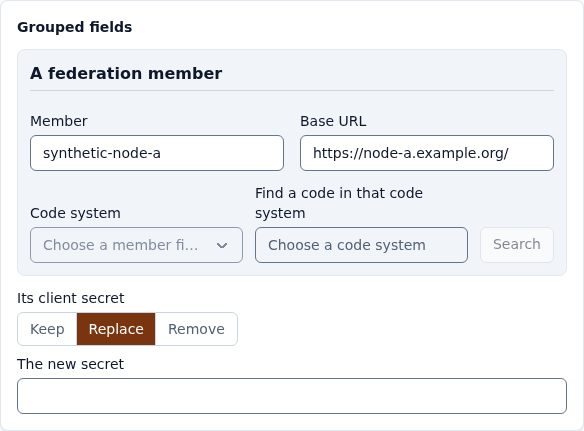 Grouped fields
A federation member
Member
Base URL
synthetic-node-a
https://node-a.example.org/
Code system
Find a code in that code
system
Choose a member fi...
Choose a code system
Search
Its client secret
Keep
Replace
Remove
The new secret